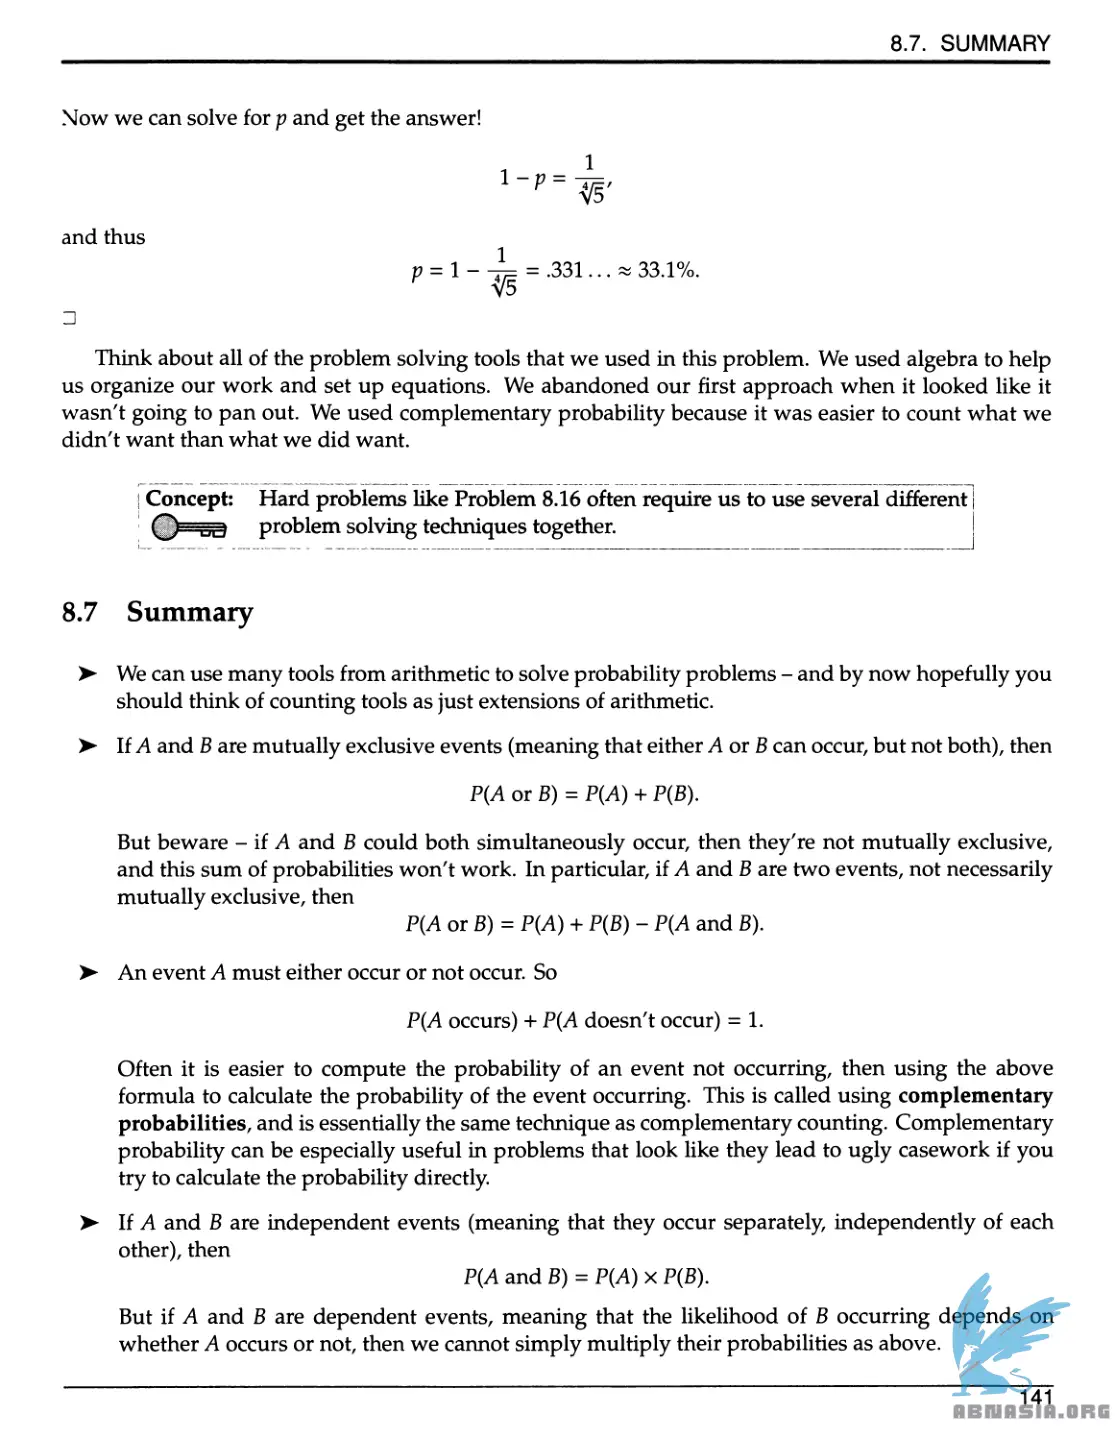 8.7. SUMMARY
Now we can solve for p and get the answer!
1 − p = 1/∜5,
and thus
p = 1 − 1/∜5 = .331... ≈ 33.1%.
□
Think about all of the problem solving tools that we used in this problem. We used algebra to help
us organize our work and set up equations. We abandoned our first approach when it looked like it
wasn't going to pan out. We used complementary probability because it was easier to count what we
didn't want than what we did want.
Concept: Hard problems like Problem 8.16 often require us to use several different
problem solving techniques together.
8.7 Summary
➤ We can use many tools from arithmetic to solve probability problems – and by now hopefully you
should think of counting tools as just extensions of arithmetic.
➤ If A and B are mutually exclusive events (meaning that either A or B can occur, but not both), then
P(A or B) = P(A) + P(B).
But beware – if A and B could both simultaneously occur, then they're not mutually exclusive,
and this sum of probabilities won't work. In particular, if A and B are two events, not necessarily
mutually exclusive, then
P(A or B) = P(A) + P(B) − P(A and B).
➤ An event A must either occur or not occur. So
P(A occurs) + P(A doesn't occur) = 1.
Often it is easier to compute the probability of an event not occurring, then using the above
formula to calculate the probability of the event occurring. This is called using complementary
probabilities, and is essentially the same technique as complementary counting. Complementary
probability can be especially useful in problems that look like they lead to ugly casework if you
try to calculate the probability directly.
➤ If A and B are independent events (meaning that they occur separately, independently of each
other), then
P(A and B) = P(A) × P(B).
But if A and B are dependent events, meaning that the likelihood of B occurring depends on
whether A occurs or not, then we cannot simply multiply their probabilities as above.
141
ABNASIA.ORG